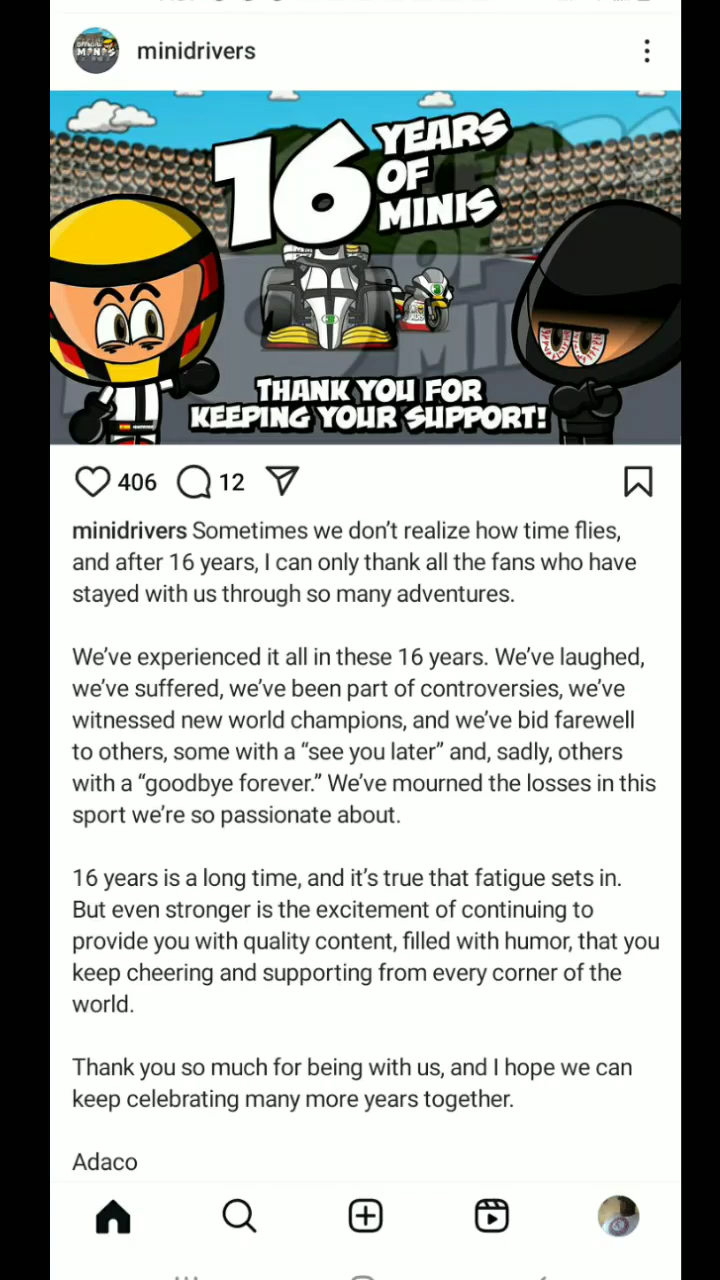 minidrivers
16 YEARS
OF
MINIS
THANK YOU FOR
KEEPING YOUR SUPPORT!
406 12
minidrivers Sometimes we don’t realize how time flies,
and after 16 years, I can only thank all the fans who have
stayed with us through so many adventures.
We’ve experienced it all in these 16 years. We’ve laughed,
we’ve suffered, we’ve been part of controversies, we’ve
witnessed new world champions, and we’ve bid farewell
to others, some with a “see you later” and, sadly, others
with a “goodbye forever.” We’ve mourned the losses in this
sport we’re so passionate about.
16 years is a long time, and it’s true that fatigue sets in.
But even stronger is the excitement of continuing to
provide you with quality content, filled with humor, that you
keep cheering and supporting from every corner of the
world.
Thank you so much for being with us, and I hope we can
keep celebrating many more years together.
Adaco